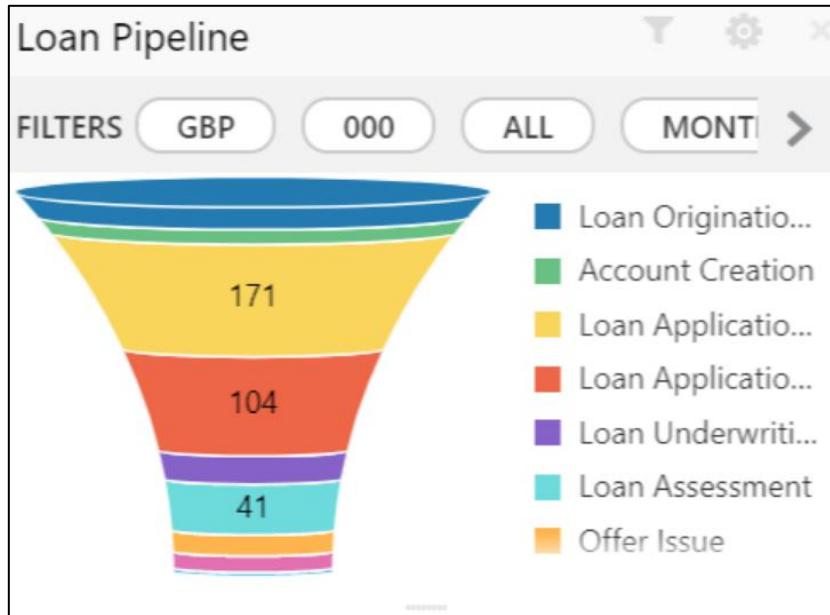 Loan Pipeline
FILTERS GBP 000 ALL MONT
171
104
41
Loan Originatio...
Account Creation
Loan Applicatio...
Loan Applicatio...
Loan Underwriti...
Loan Assessment
Offer Issue